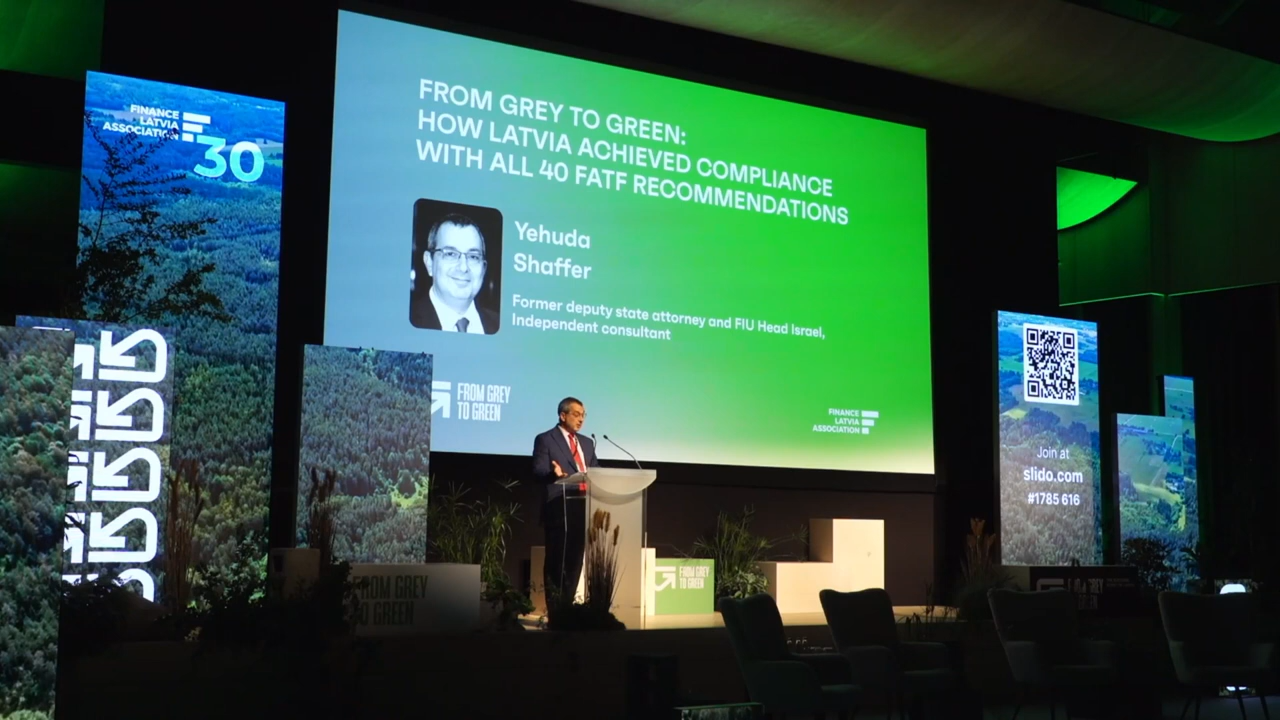 FINANCE
LATVIA
ASSOCIATION
30
FROM GREY TO GREEN:
HOW LATVIA ACHIEVED COMPLIANCE
WITH ALL 40 FATF RECOMMENDATIONS
Yehuda
Shaffer
Former deputy state attorney and FIU Head Israel,
Independent consultant
FROM GREY
TO GREEN
FINANCE
LATVIA
ASSOCIATION
Join at
slido.com
#1785 616
FROM GREY
TO GREEN
FROM GREY
TO GREEN